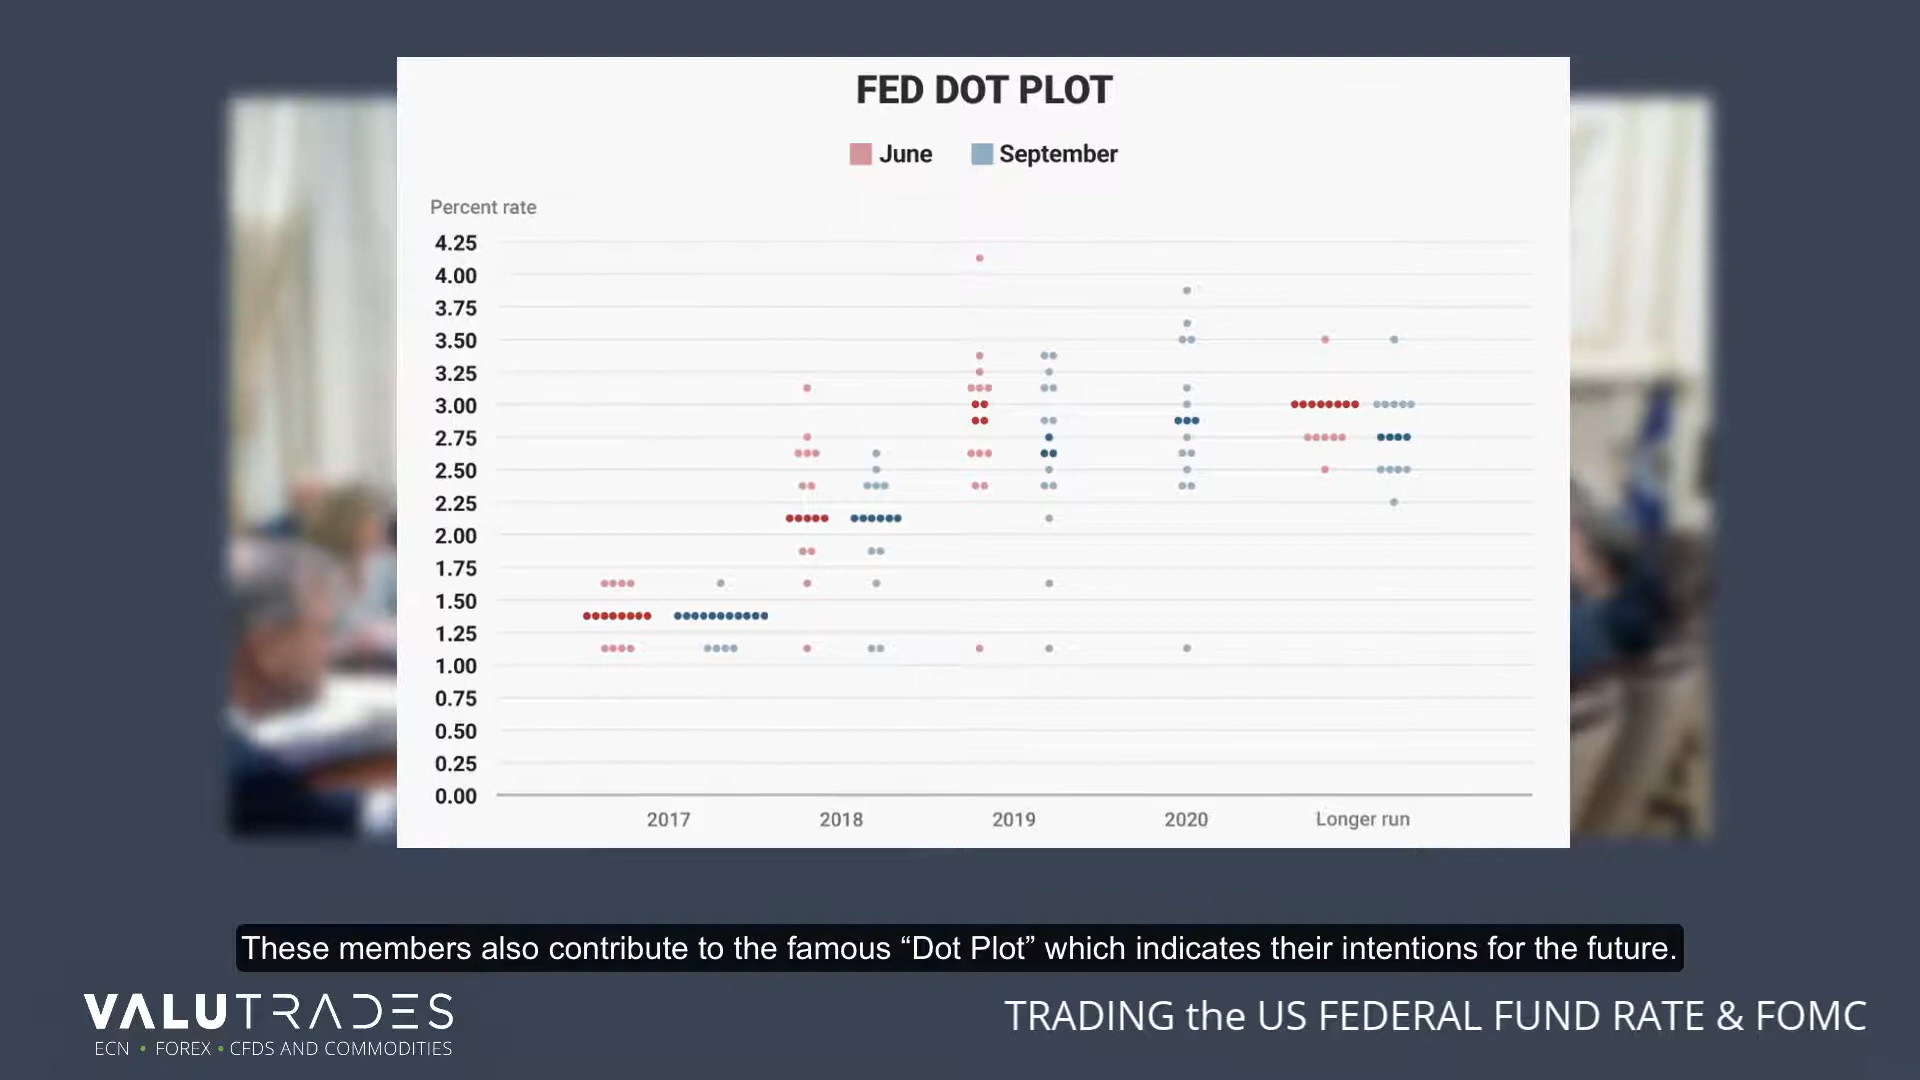 FED DOT PLOT
June September
Percent rate
4.25
4.00
3.75
3.50
3.25
3.00
2.75
2.50
2.25
2.00
1.75
1.50
1.25
1.00
0.75
0.50
0.25
0.00
2017 2018 2019 2020 Longer run
These members also contribute to the famous “Dot Plot” which indicates their intentions for the future.
VALUTRADES
ECN • FOREX • CFDS AND COMMODITIES
TRADING the US FEDERAL FUND RATE & FOMC